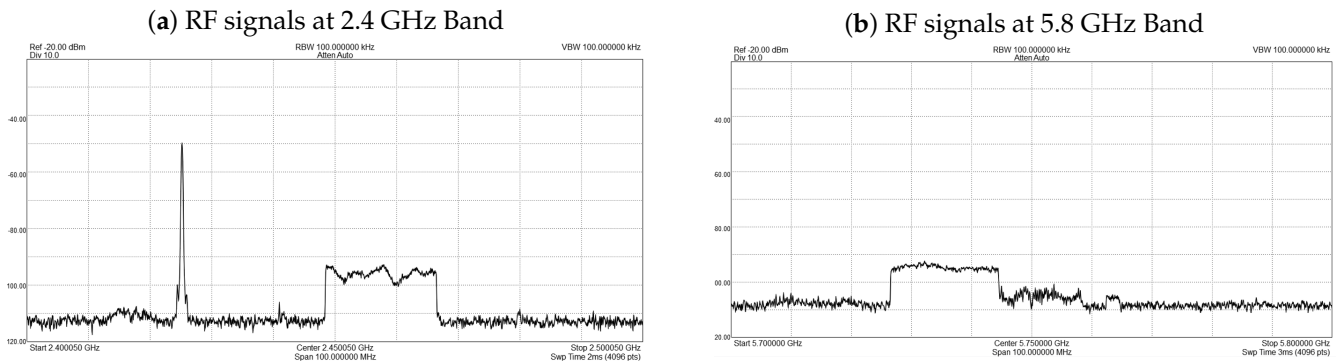 (a) RF signals at 2.4 GHz Band
Ref -20.00 dBm RBW 100.000000 kHz VBW 100.000000 kHz
Div 10.0 Atten Auto
-40.00
-60.00
-80.00
100.00
120.00
Start 2.400050 GHz Center 2.450050 GHz Stop 2.500050 GHz
Span 100.000000 MHz Swp Time 2ms (4096 pts)
(b) RF signals at 5.8 GHz Band
Ref -20.00 dBm RBW 100.000000 kHz VBW 100.000000 kHz
Div 10.0 Atten Auto
40.00
60.00
80.00
00.00
20.00
Start 5.700000 GHz Center 5.750000 GHz Stop 5.800000 GHz
Span 100.000000 MHz Swp Time 3ms (4096 pts)